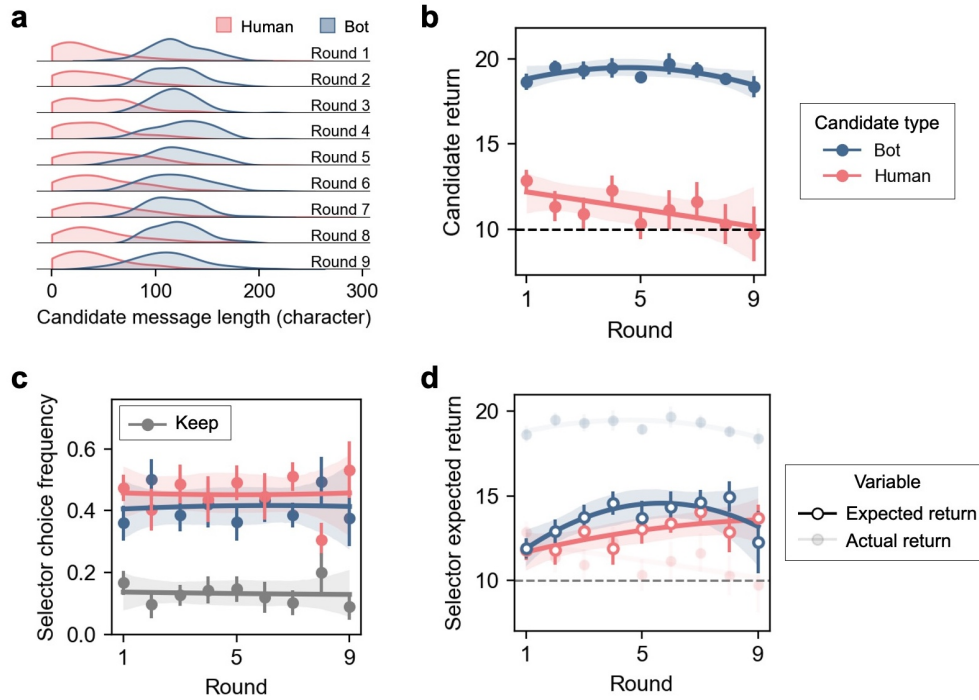 a
Human
Bot
Round 1
Round 2
Round 3
Round 4
Round 5
Round 6
Round 7
Round 8
Round 9
0
100
200
300
Candidate message length (character)
b
Candidate return
20
15
10
1
5
9
Round
Candidate type
Bot
Human
c
Selector choice frequency
Keep
0.6
0.4
0.2
0.0
1
5
9
Round
d
Selector expected return
20
15
10
1
5
9
Round
Variable
Expected return
Actual return